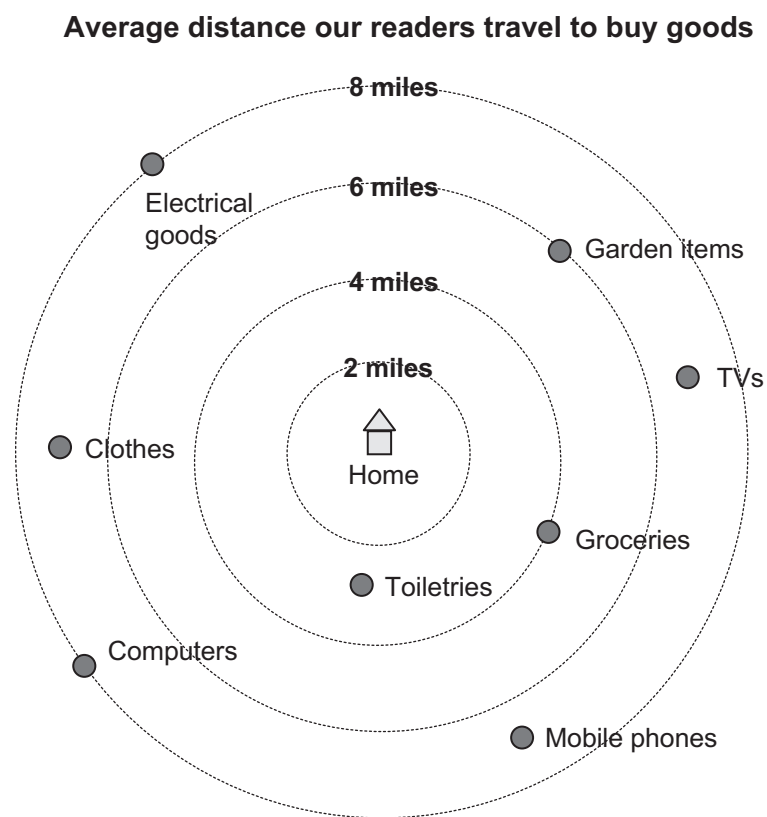 Average distance our readers travel to buy goods
8 miles
6 miles
Electrical
goods
Garden items
4 miles
2 miles
TVs
Clothes
Home
Groceries
Toiletries
Computers
Mobile phones